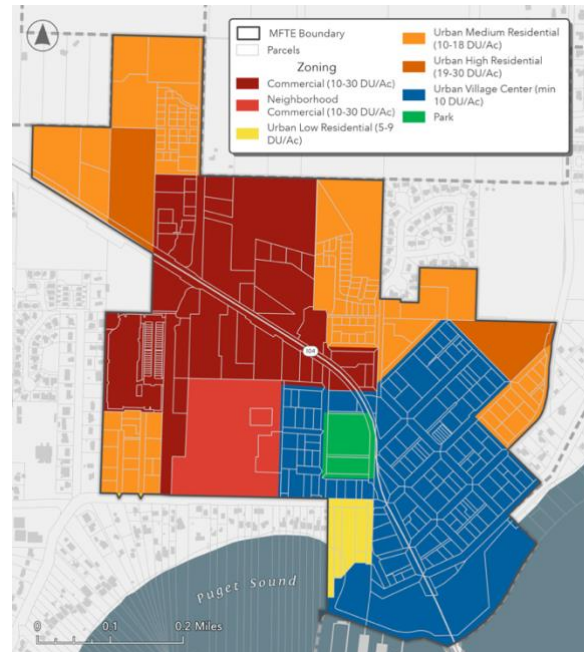 MFTE Boundary
Parcels
Zoning
Commercial (10-30 DU/Ac)
Neighborhood
Commercial (10-30 DU/Ac)
Urban Low Residential (5-9
DU/Ac)
Urban Medium Residential
(10-18 DU/Ac)
Urban High Residential
(19-30 DU/Ac)
Urban Village Center (min
10 DU/Ac)
Park
104
Puget Sound
0 0.1 0.2 Miles